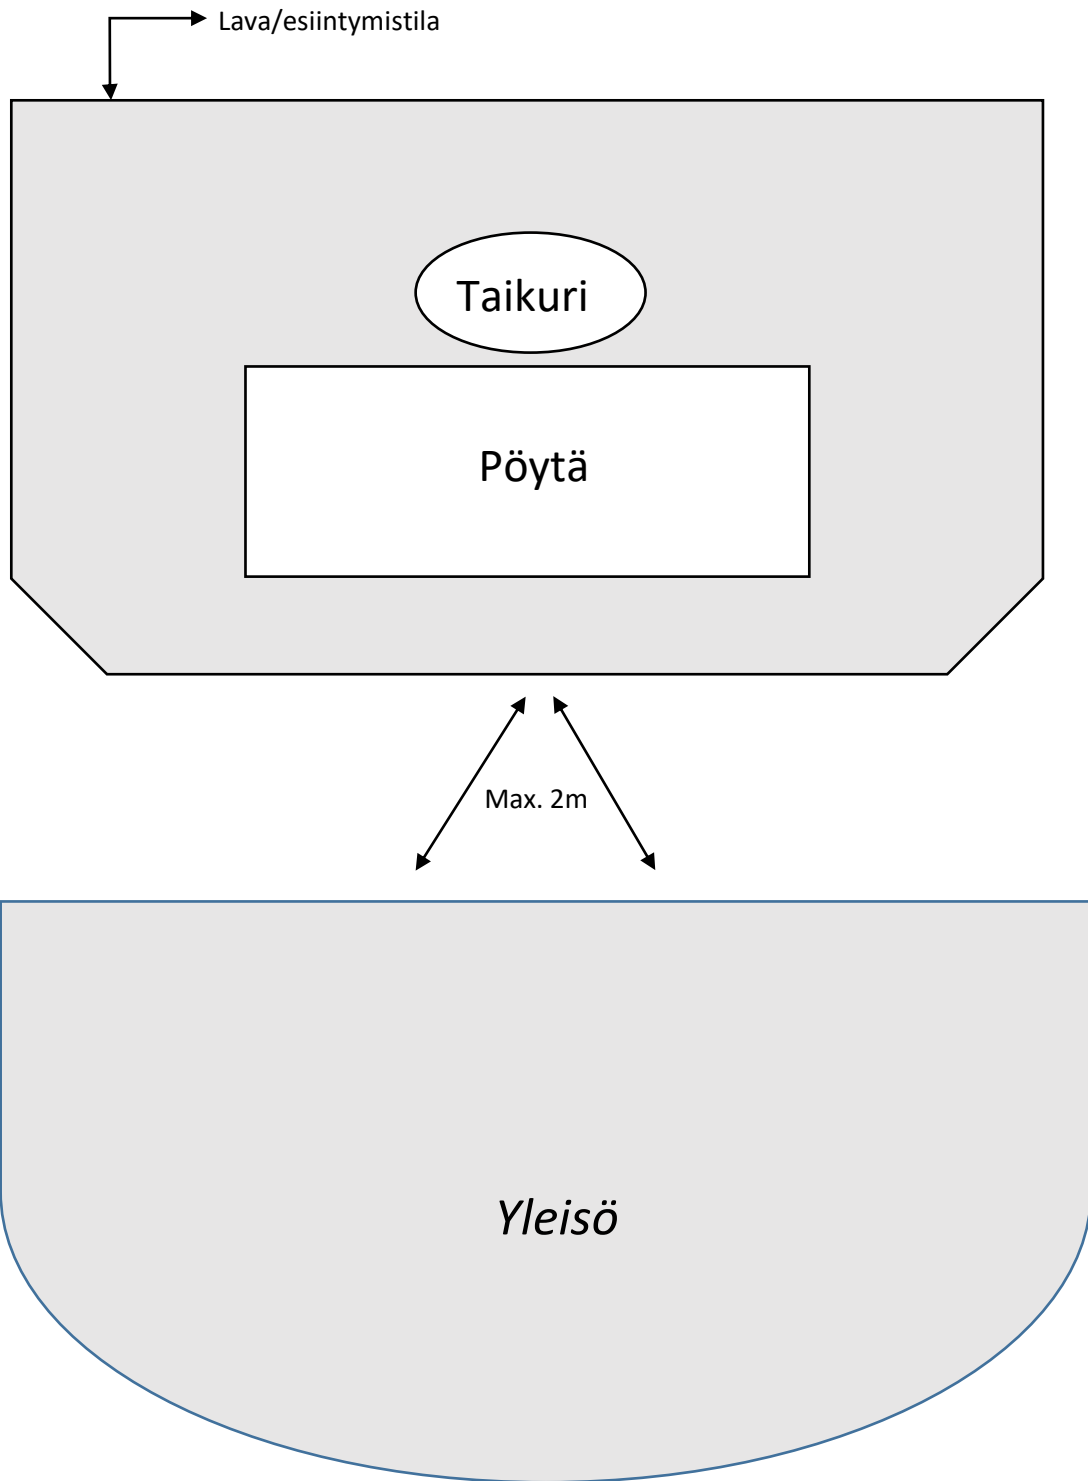 Lava/esiintymistila
Taikuri
Pöytä
Max. 2m
Yleisö